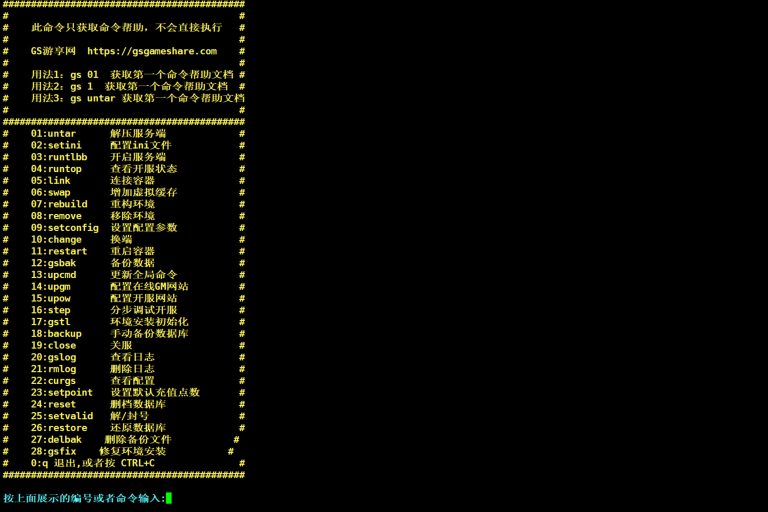 ##########################################
# #
# 此命令只获取命令帮助，不会直接执行 #
# #
# GS游享网 https://gsgameshare.com #
# #
# 用法1：gs 01 获取第一个命令帮助文档 #
# 用法2：gs 1 获取第一个命令帮助文档 #
# 用法3：gs untar 获取第一个命令帮助文档#
# #
##########################################
# 01:untar 解压服务端 #
# 02:setini 配置ini文件 #
# 03:runtlbb 开启服务端 #
# 04:runtop 查看开服状态 #
# 05:link 连接容器 #
# 06:swap 增加虚拟缓存 #
# 07:rebuild 重构环境 #
# 08:remove 移除环境 #
# 09:setconfig 设置配置参数 #
# 10:change 换端 #
# 11:restart 重启容器 #
# 12:gsbak 备份数据 #
# 13:upcmd 更新全局命令 #
# 14:upgm 配置在线GM网站 #
# 15:upow 配置开服网站 #
# 16:step 分步调试开服 #
# 17:gstl 环境安装初始化 #
# 18:backup 手动备份数据库 #
# 19:close 关服 #
# 20:gslog 查看日志 #
# 21:rmlog 删除日志 #
# 22:curgs 查看配置 #
# 23:setpoint 设置默认充值点数 #
# 24:reset 删档数据库 #
# 25:setvalid 解/封号 #
# 26:restore 还原数据库 #
# 27:delbak 删除备份文件 #
# 28:gsfix 修复环境安装 #
# 0:q 退出,或者按 CTRL+C #
##########################################
按上面展示的编号或者命令输入: